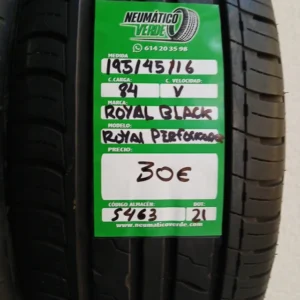 NEUMÁTICO
VERDE
614 20 35 98
MEDIDA
195/45/16
C. CARGA: C. VELOCIDAD:
84 V
MARCA:
ROYAL BLACK
MODELO:
ROYAL PERFORMANCE
PRECIO:
30€
CÓDIGO ALMACÉN: DOT:
5463 21
www.neumaticoverde.com